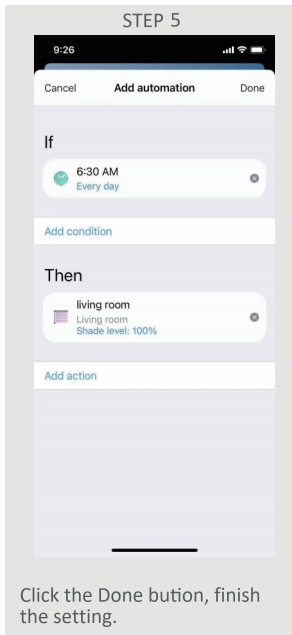 STEP 5
9:26
Cancel Add automation Done
If
6:30 AM
Every day
Add condition
Then
living room
Living room
Shade level: 100%
Add action
Click the Done bution, finish
the setting.